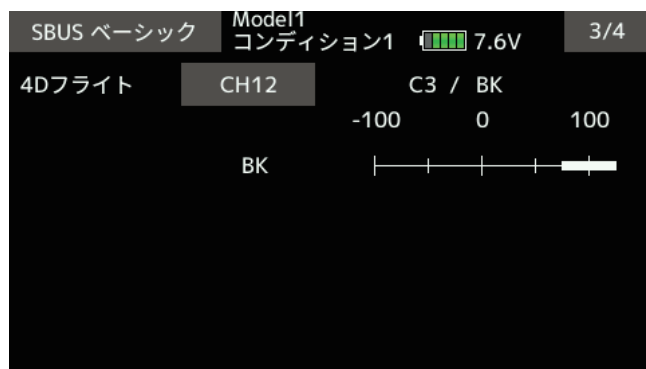 SBUS ベーシック
Model1
コンディション1 7.6V
3/4
4Dフライト CH12 C3 / BK
-100 0 100
BK